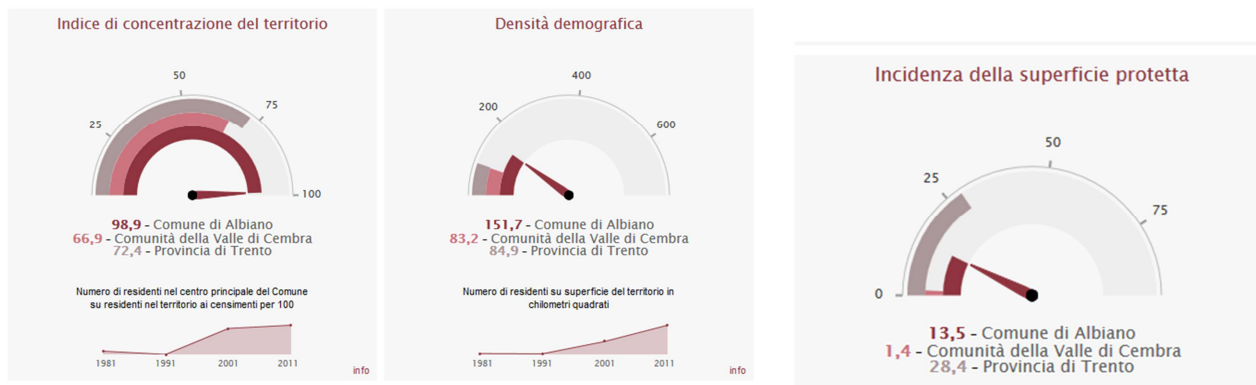 Indice di concentrazione del territorio
50
25
75
100
98,9 - Comune di Albiano
66,9 - Comunità della Valle di Cembra
72,4 - Provincia di Trento
Numero di residenti nel centro principale del Comune
su residenti nel territorio ai censimenti per 100
1981 1991 2001 2011
info
Densità demografica
400
200
600
151,7 - Comune di Albiano
83,2 - Comunità della Valle di Cembra
84,9 - Provincia di Trento
Numero di residenti su superficie del territorio in
chilometri quadrati
1981 1991 2001 2011
info
Incidenza della superficie protetta
50
25
75
0
13,5 - Comune di Albiano
1,4 - Comunità della Valle di Cembra
28,4 - Provincia di Trento